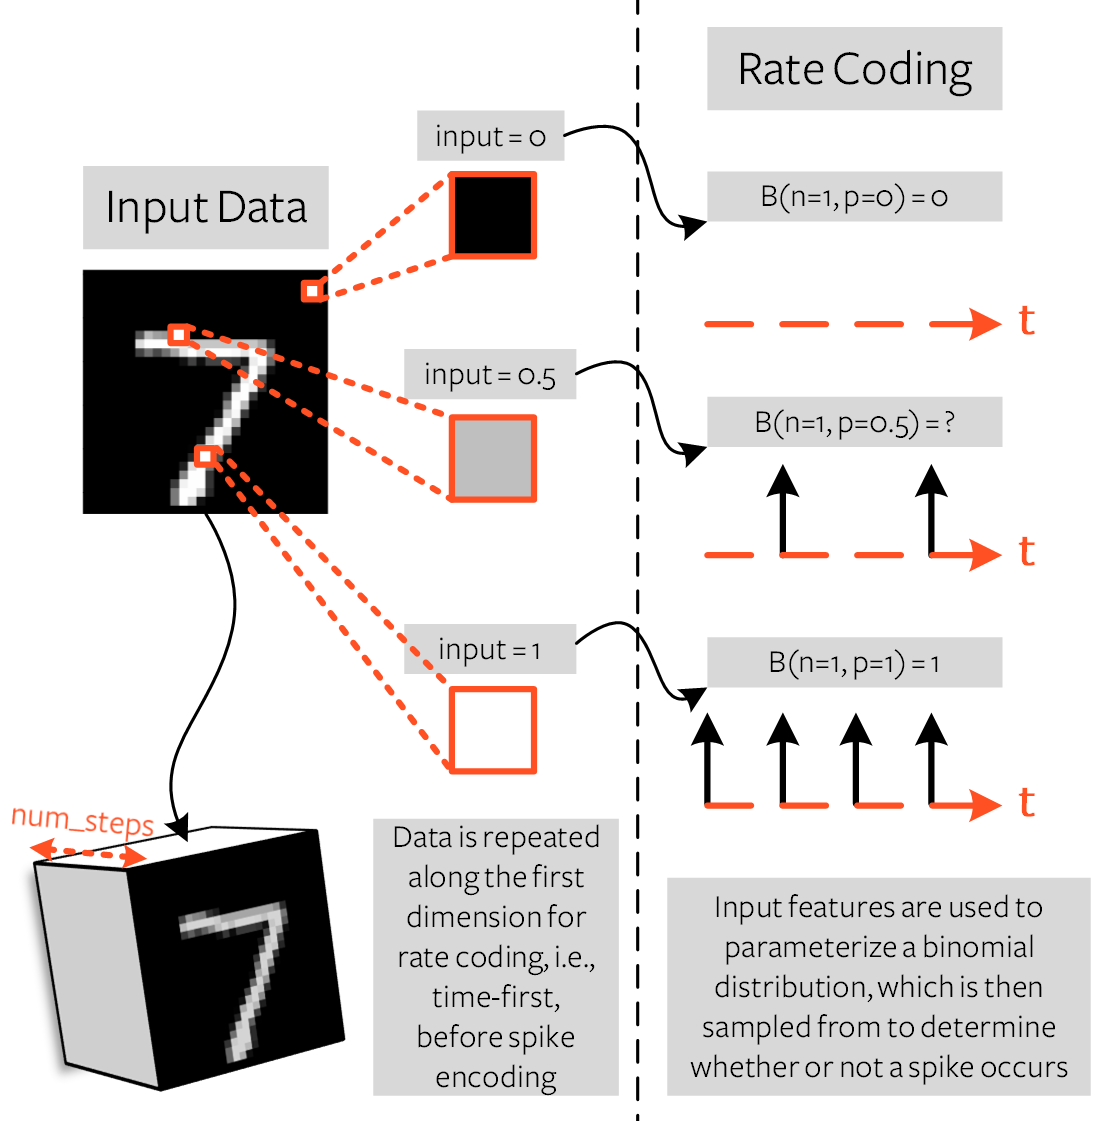 Rate Coding
input = 0
Input Data
B(n=1, p=0) = 0
t
input = 0.5
B(n=1, p=0.5) = ?
t
input = 1
B(n=1, p=1) = 1
t
num_steps
Data is repeated
along the first
dimension for
rate coding, i.e.,
time-first,
before spike
encoding
Input features are used to
parameterize a binomial
distribution, which is then
sampled from to determine
whether or not a spike occurs